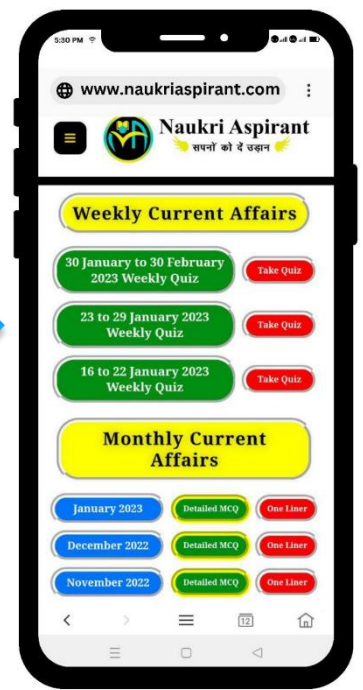 5:30 PM
www.naukriaspirant.com
Naukri Aspirant
सपनों को दें उड़ान
Weekly Current Affairs
30 January to 30 February
2023 Weekly Quiz
Take Quiz
23 to 29 January 2023
Weekly Quiz
Take Quiz
16 to 22 January 2023
Weekly Quiz
Take Quiz
Monthly Current
Affairs
January 2023 Detailed MCQ One Liner
December 2022 Detailed MCQ One Liner
November 2022 Detailed MCQ One Liner
12